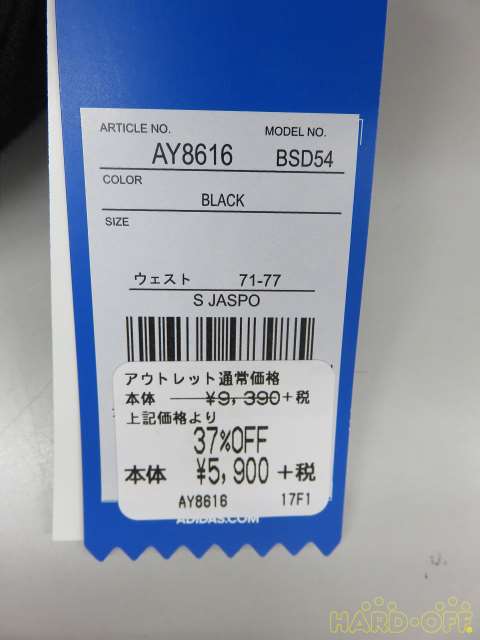 ARTICLE NO. MODEL NO.
AY8616 BSD54
COLOR
BLACK
SIZE
ウェスト 71-77
S JASPO
アウトレット通常価格
本体 ¥9,390+税
上記価格より
37%OFF
本体 ¥5,900 +税
AY8616 17F1
ADIDAS.COM
HARD-OFF